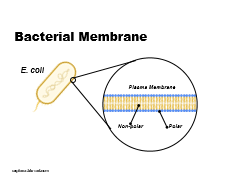 Bacterial Membrane
E. coli
Plasma Membrane
Non-polar
Polar